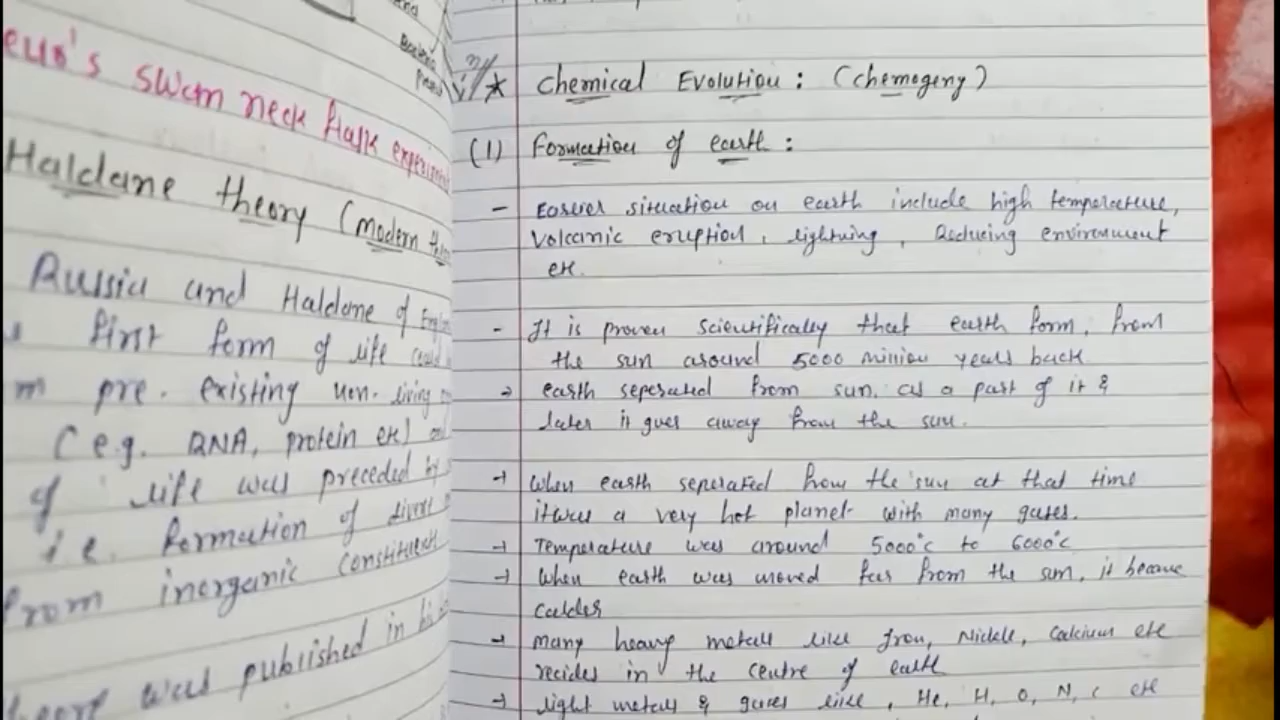 and
eur's swan neck flask experiment
Haldane theory (Modern
Russia and Haldane of
first form of life could
m pre. existing non. living
(e.g. RNA, protein etc)
of life was preceded by
i.e. formation of
from inorganic constituents
was published in
* Chemical Evolution : (chemogeny)
(1) Formation of earth :
- Earlier situation on earth include high temperature,
Volcanic eruption, lightning, Reducing environment
etc.
- It is proven scientifically that earth form, from
the sun around 5000 million years back
→ earth seperated from sun, as a part of it &
later it goes away from the sun.
→ When earth seperated from the sun at that time
it was a very hot planet with many gases.
→ Temperature was around 5000°c to 6000°c
→ When earth was moved far from the sun, it became
Colder
→ many heavy metals like Iron, Nickle, Calcium etc
recides in the centre of earth
→ light metals & gases like, He, H, O, N, C etc